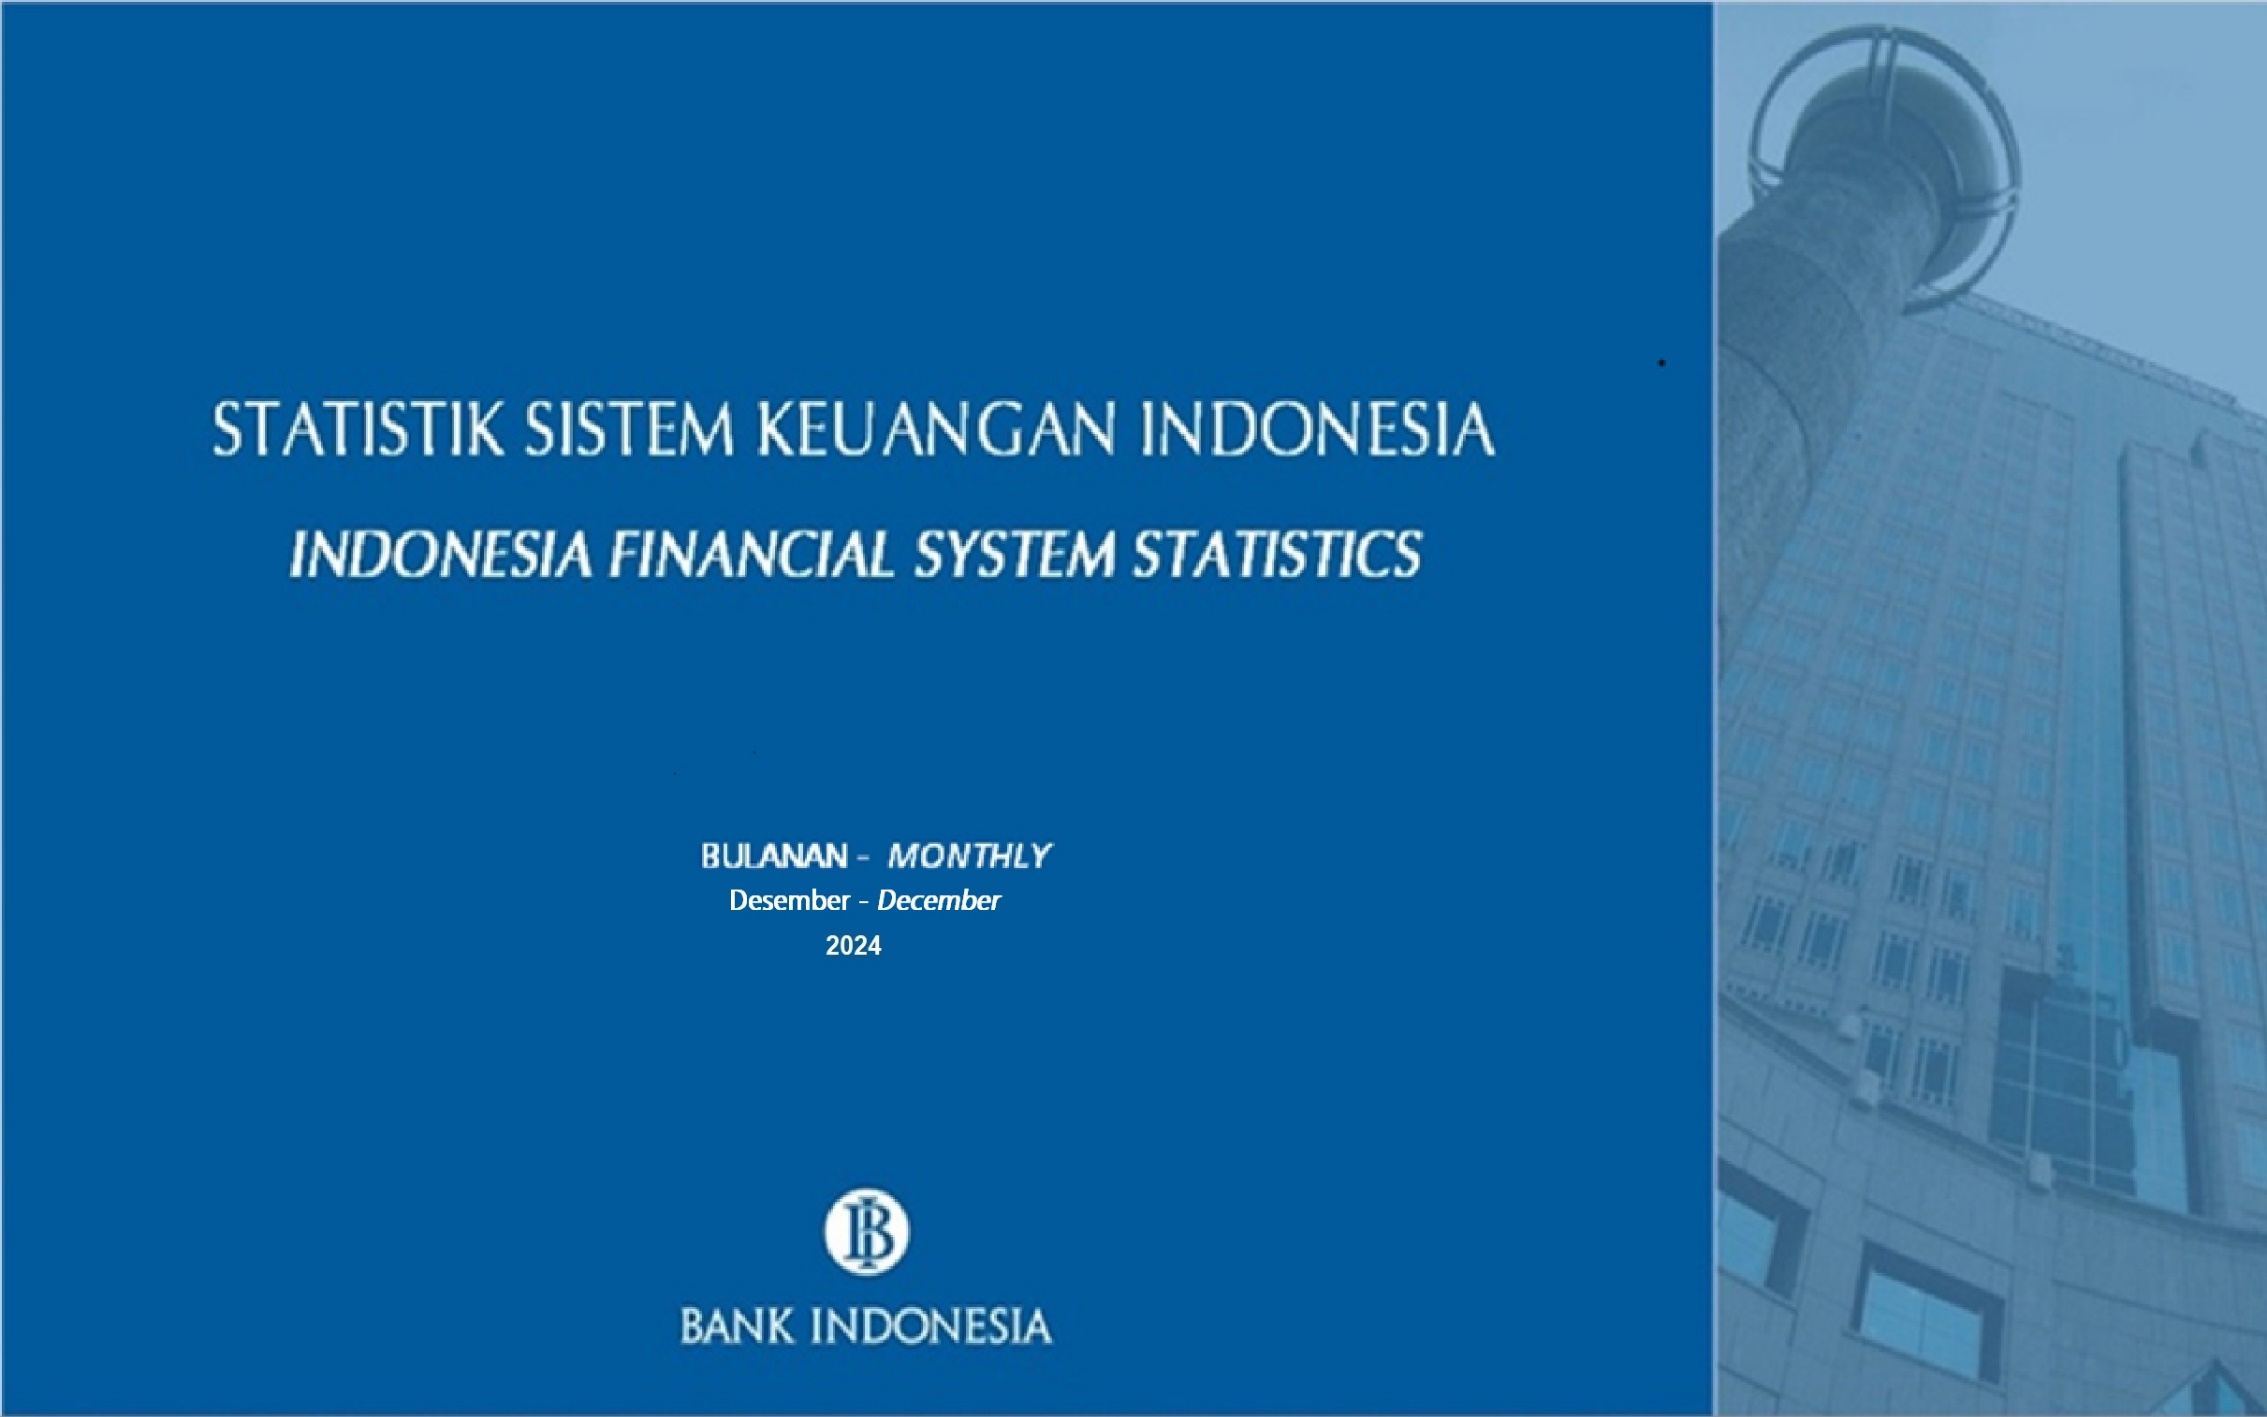 STATISTIK SISTEM KEUANGAN INDONESIA
INDONESIA FINANCIAL SYSTEM STATISTICS
BULANAN - MONTHLY
Desember - December
2024
BANK INDONESIA